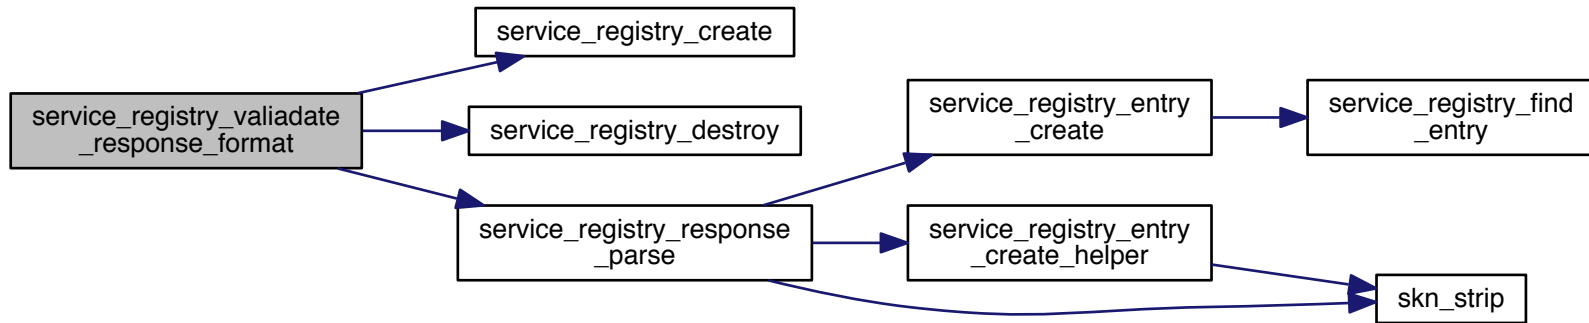 service_registry_create
service_registry_valiadate
_response_format
service_registry_destroy
service_registry_response
_parse
service_registry_entry
_create
service_registry_find
_entry
service_registry_entry
_create_helper
skn_strip